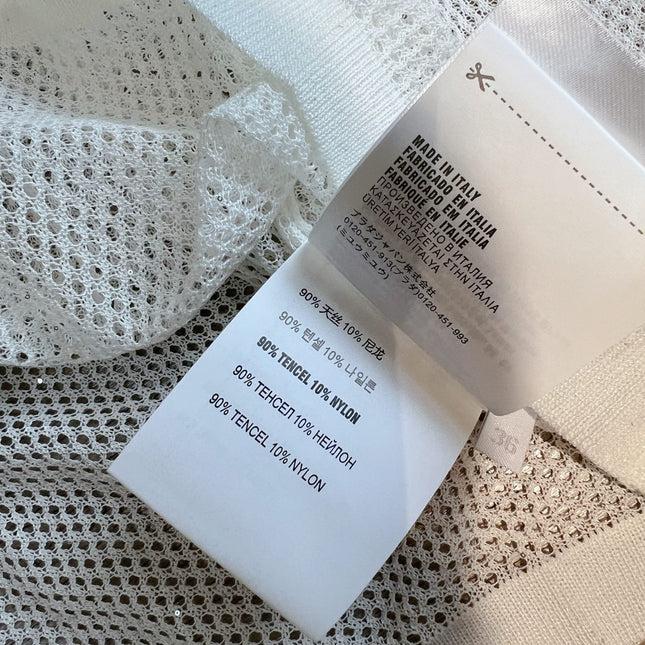 MADE IN ITALY
FABRICADO EN ITALIA
FABRICADO EM ITALIA
FABRIQUE EN ITALIE
ПРОИЗВЕДЕНО В ИТАЛИЯ
ΚΑΤΑΣΚΕΥΑΖΕΤΑΙ ΣΤΗΝ ΙΤΑΛΙΑ
ÜRETIM YERI ITALYA
プラダジャパン株式会社
0120-451-913(プラダ)0120-451-993
(ミュウミュウ)
90% 天丝 10% 尼龙
90% 텐셀 10% 나일론
90% TENCEL 10% NYLON
90% ТЕНСЕЛ 10% НЕЙЛОН
90% TENCEL 10% NYLON
36